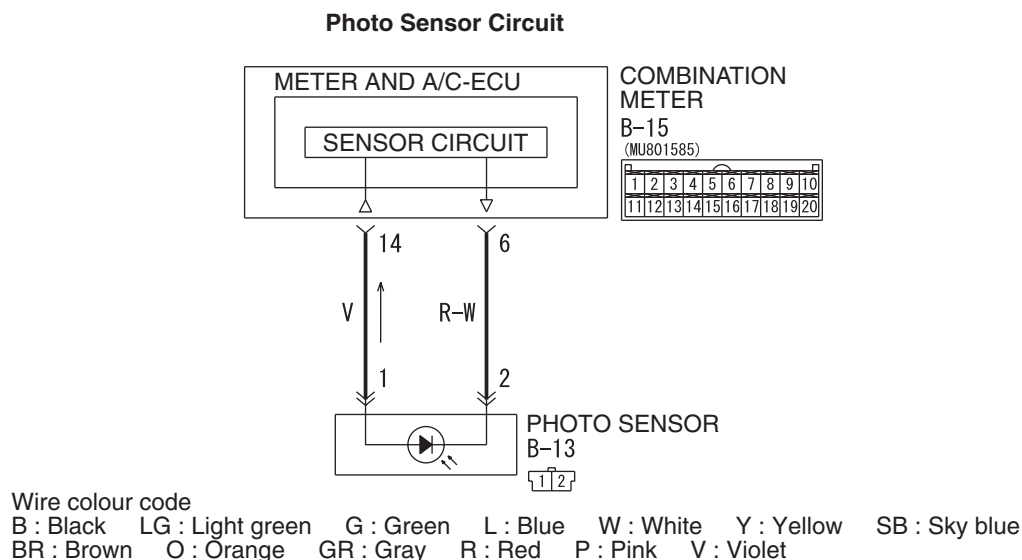 Photo Sensor Circuit
METER AND A/C-ECU
SENSOR CIRCUIT
COMBINATION
METER
B-15
(MU801585)
1 2 3 4 5 6 7 8 9 10
11 12 13 14 15 16 17 18 19 20
14 6
V R-W
1 2
PHOTO SENSOR
B-13
1 2
Wire colour code
B : Black LG : Light green G : Green L : Blue W : White Y : Yellow SB : Sky blue
BR : Brown O : Orange GR : Gray R : Red P : Pink V : Violet